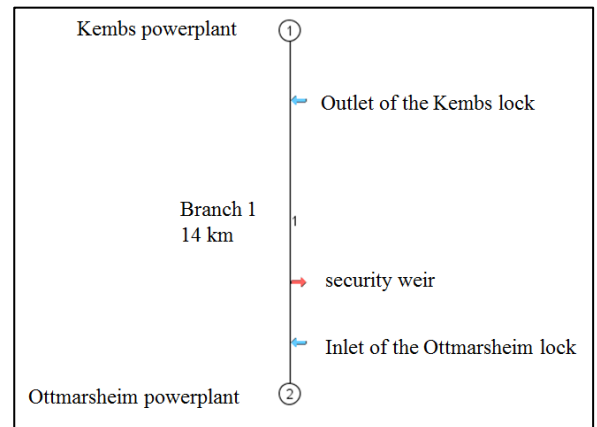 Kembs powerplant 1
Outlet of the Kembs lock
Branch 1
14 km
1
security weir
Inlet of the Ottmarsheim lock
Ottmarsheim powerplant 2